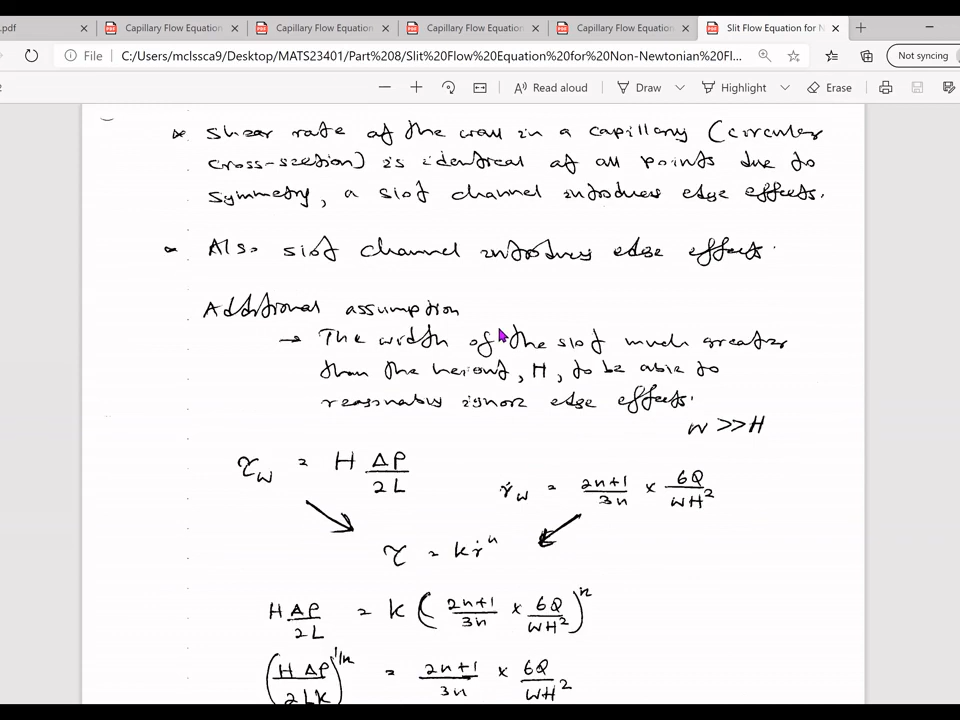 .pdf × Capillary Flow Equation × Capillary Flow Equation × Capillary Flow Equation × Capillary Flow Equation × Slit Flow Equation for N ×
File C:/Users/mclssca9/Desktop/MATS23401/Part%208/Slit%20Flow%20Equation%20for%20Non-Newtonian%20Fl... Not syncing
Read aloud Draw Highlight Erase
* Shear rate at the wall in a capillary (circular
cross-section) is identical at all points due to
symmetry, a slot channel introduces edge effects.
* Also slot channel introduces edge effects.
Additional assumption
→ The width of the slot much greater
than the height, H, to be able to
reasonably ignore edge effects.
W >> H
τw = H ΔP/2L γ̇w = 2n+1/3n × 6Q/WH²
τ = kγ̇ⁿ
HΔP/2L = K (2n+1/3n × 6Q/WH²)ⁿ
(HΔP/2LK)^1/n = 2n+1/3n × 6Q/WH²